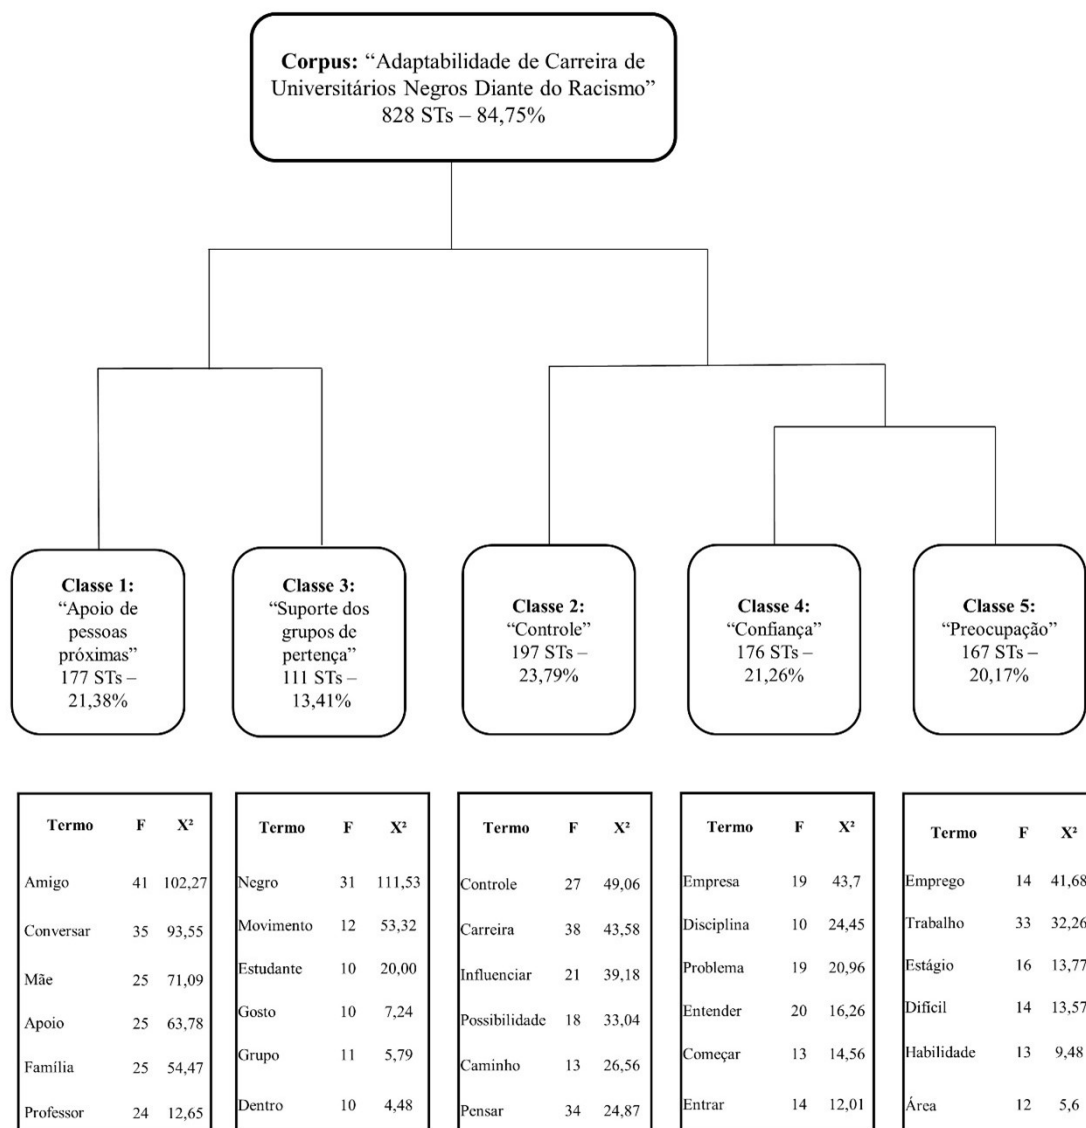 Corpus: “Adaptabilidade de Carreira de
Universitários Negros Diante do Racismo”
828 STs – 84,75%
Classe 1:
“Apoio de
pessoas
próximas”
177 STs –
21,38%
Classe 3:
“Suporte dos
grupos de
pertença”
111 STs –
13,41%
Classe 2:
“Controle”
197 STs –
23,79%
Classe 4:
“Confiança”
176 STs –
21,26%
Classe 5:
“Preocupação”
167 STs –
20,17%
Termo F X²
Amigo 41 102,27
Conversar 35 93,55
Mãe 25 71,09
Apoio 25 63,78
Família 25 54,47
Professor 24 12,65
Termo F X²
Negro 31 111,53
Movimento 12 53,32
Estudante 10 20,00
Gosto 10 7,24
Grupo 11 5,79
Dentro 10 4,48
Termo F X²
Controle 27 49,06
Carreira 38 43,58
Influenciar 21 39,18
Possibilidade 18 33,04
Caminho 13 26,56
Pensar 34 24,87
Termo F X²
Empresa 19 43,7
Disciplina 10 24,45
Problema 19 20,96
Entender 20 16,26
Começar 13 14,56
Entrar 14 12,01
Termo F X²
Emprego 14 41,68
Trabalho 33 32,26
Estágio 16 13,77
Difícil 14 13,57
Habilidade 13 9,48
Área 12 5,6